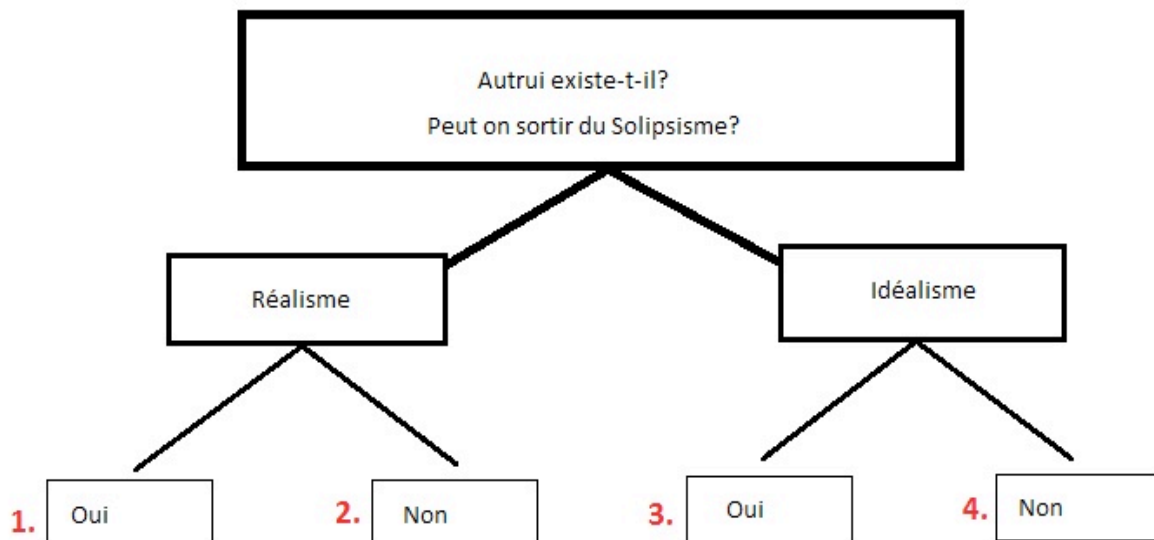 Autrui existe-t-il?
Peut on sortir du Solipsisme?
Réalisme
Idéalisme
1. Oui
2. Non
3. Oui
4. Non